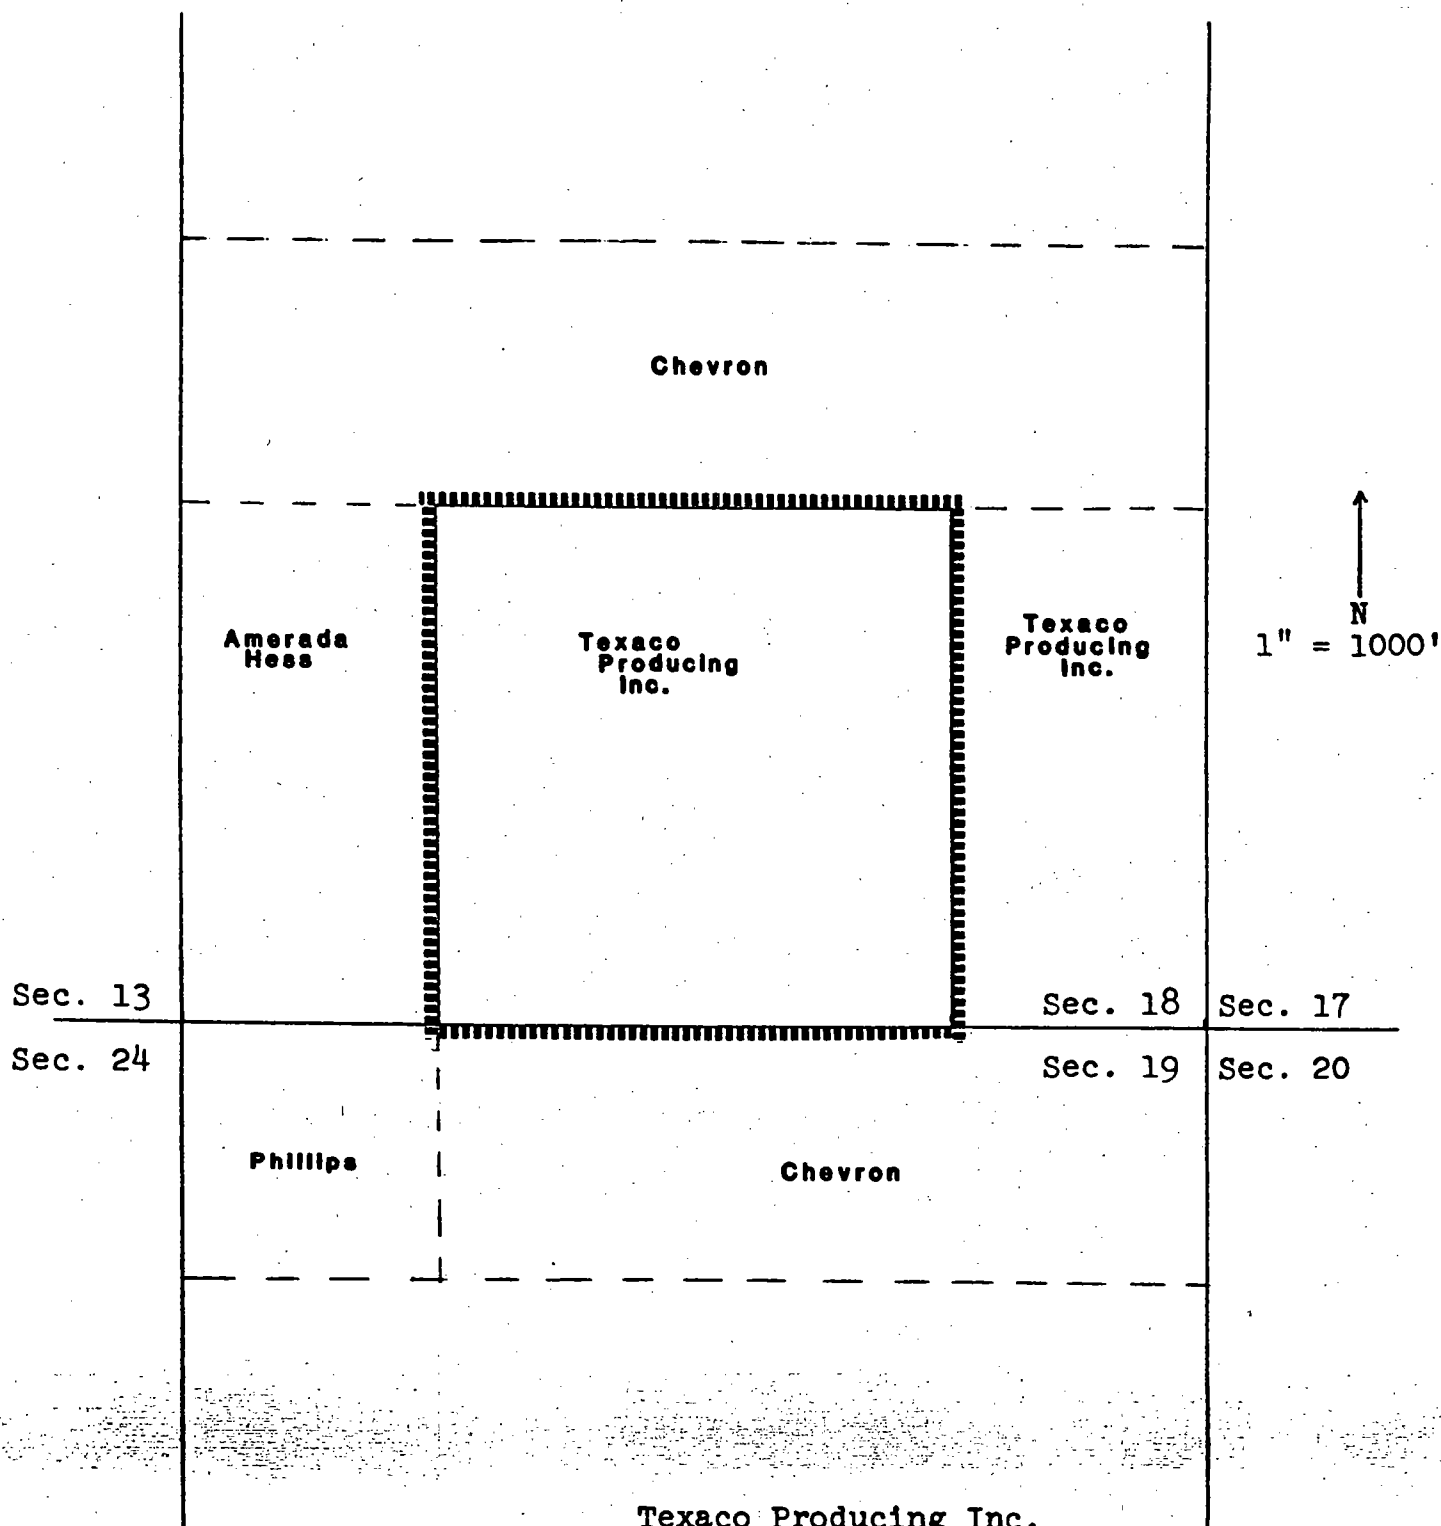 Chevron
Amerada
Hess
Texaco
Producing
Inc.
Texaco
Producing
Inc.
N
1" = 1000'
Sec. 13
Sec. 18
Sec. 17
Sec. 24
Sec. 19
Sec. 20
Phillips
Chevron
Texaco Producing Inc.